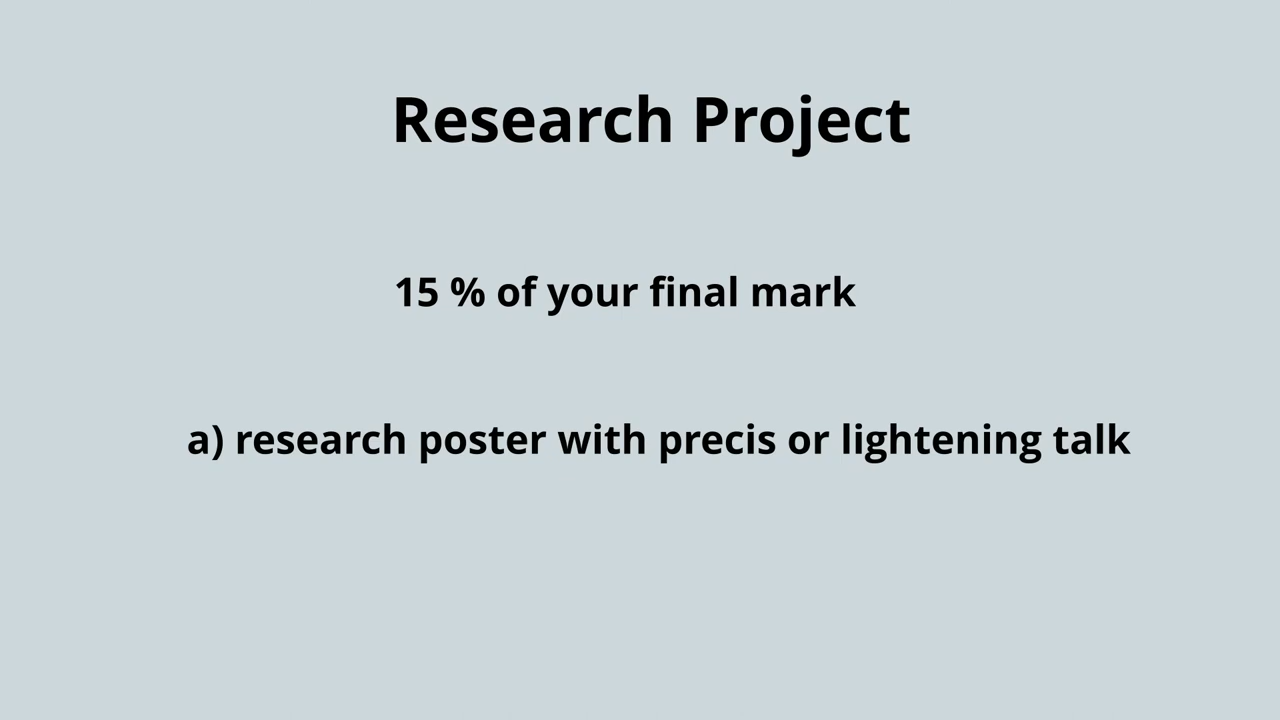 Research Project
15 % of your final mark
a) research poster with precis or lightening talk